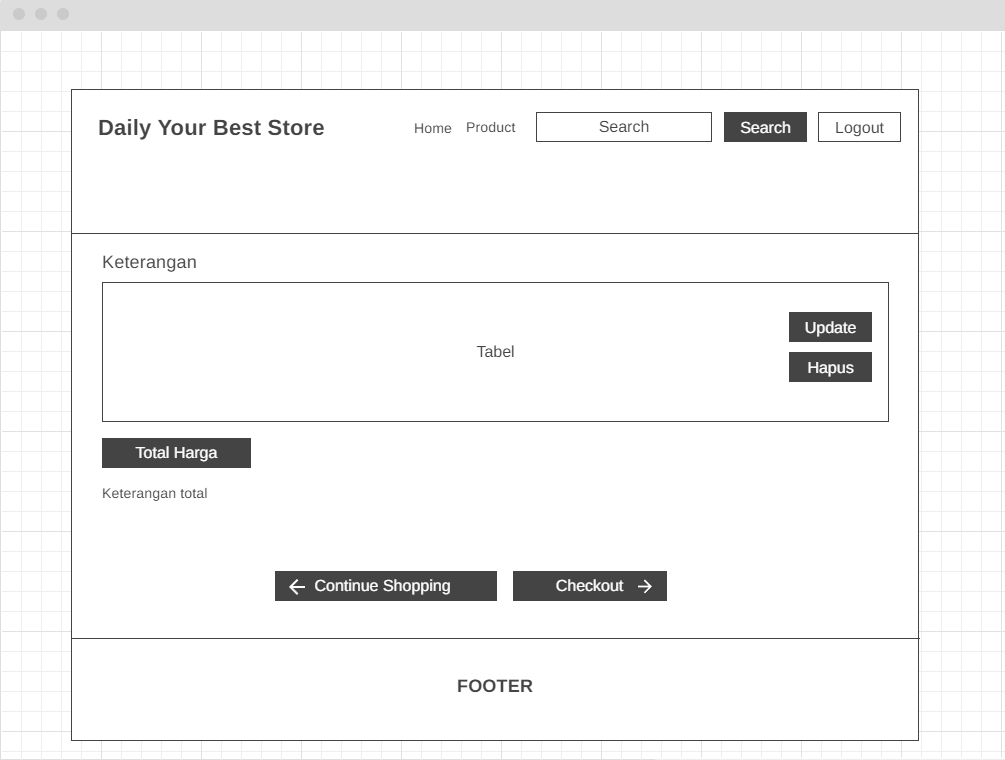 Daily Your Best Store
Home
Product
Search
Search
Logout
Keterangan
Tabel
Update
Hapus
Total Harga
Keterangan total
Continue Shopping
Checkout
FOOTER